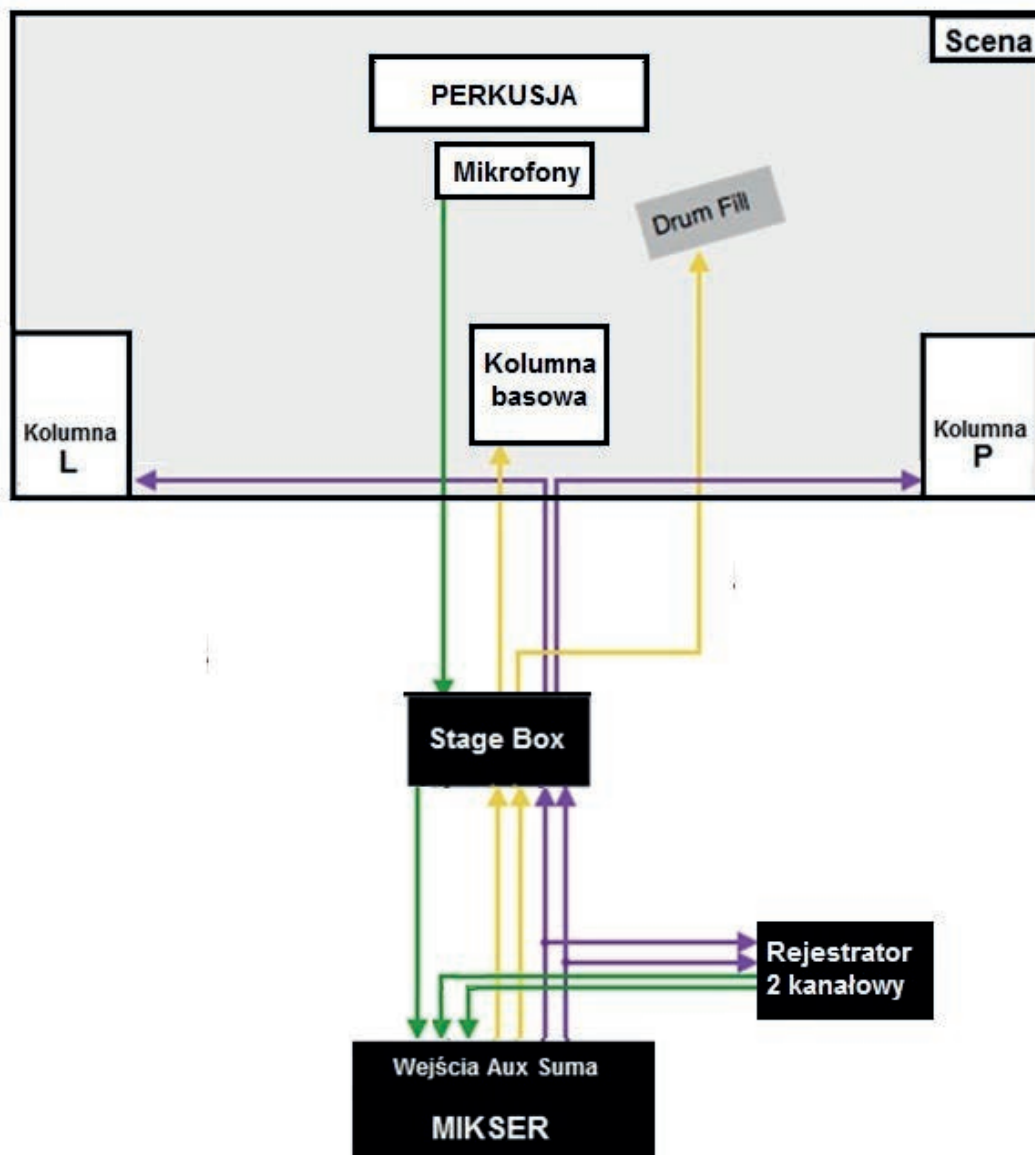 Scena
PERKUSJA
Mikrofony
Drum Fill
Kolumna
basowa
Kolumna
L
Kolumna
P
Stage Box
Rejestrator
2 kanałowy
Wejścia Aux Suma
MIKSER